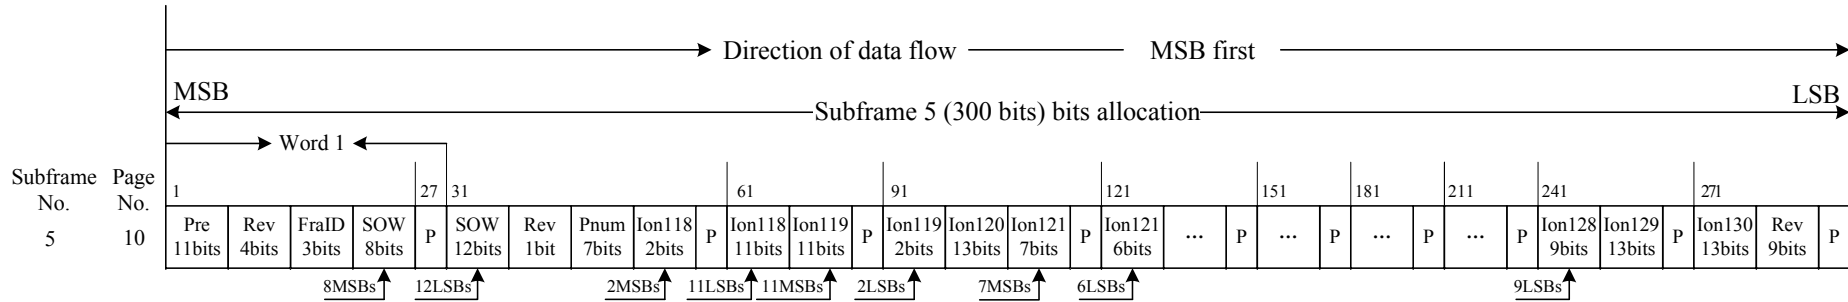 Direction of data flow MSB first
MSB LSB
Subframe 5 (300 bits) bits allocation
Word 1
Subframe No. Page No. 1 27 31 61 91 121 151 181 211 241 271
5 10
Pre 11bits Rev 4bits FraID 3bits SOW 8bits P SOW 12bits Rev 1bit Pnum 7bits Ion118 2bits P Ion118 11bits Ion119 11bits P Ion119 2bits Ion120 13bits Ion121 7bits P Ion121 6bits ... P ... P ... P ... P Ion128 9bits Ion129 13bits P Ion130 13bits Rev 9bits P
8MSBs 12LSBs 2MSBs 11LSBs 11MSBs 2LSBs 7MSBs 6LSBs 9LSBs